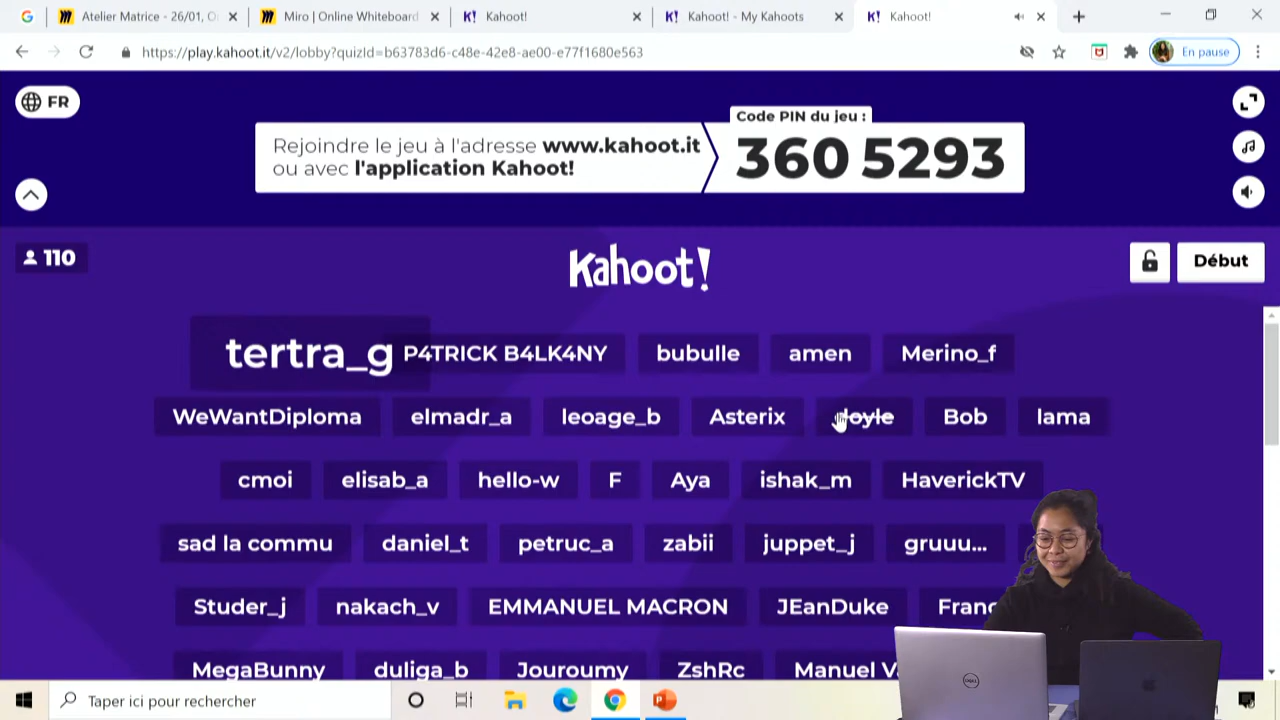 Atelier Matrice - 26/01, O
Miro | Online Whiteboard
Kahoot!
Kahoot! - My Kahoots
Kahoot!
https://play.kahoot.it/v2/lobby?quizId=b63783d6-c48e-42e8-ae00-e77f1680e563
En pause
FR
Rejoindre le jeu à l'adresse www.kahoot.it
ou avec l'application Kahoot!
Code PIN du jeu :
360 5293
110
Kahoot!
Début
tertra_g P4TRICK B4LK4NY bubulle amen Merino_f
WeWantDiploma elmadr_a leoage_b Asterix Joyle Bob lama
cmoi elisab_a hello-w F Aya ishak_m HaverickTV
sad la commu daniel_t petruc_a zabii juppet_j gruuu...
Studer_j nakach_v EMMANUEL MACRON JEanDuke Franc
MegaBunny duliga_b Jouroumy ZshRc Manuel V
Taper ici pour rechercher
DELL